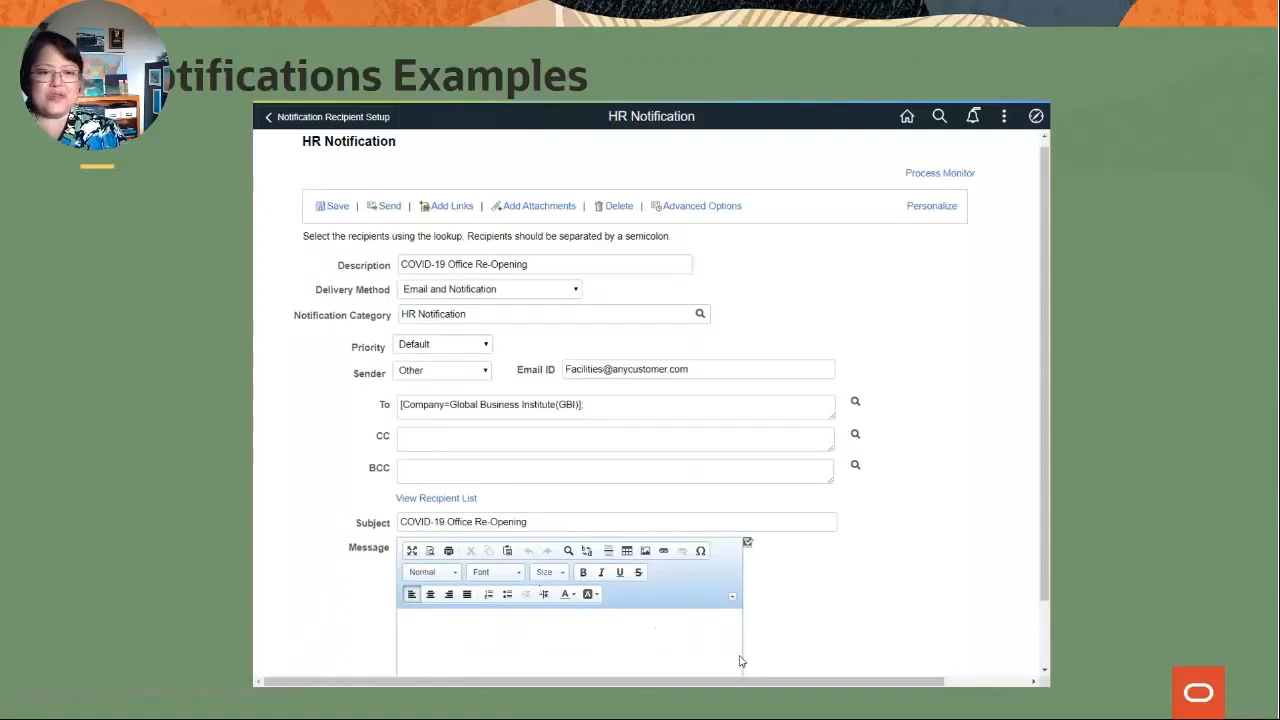 otifications Examples
Notification Recipient Setup
HR Notification
HR Notification
Process Monitor
Save | Send | Add Links | Add Attachments | Delete | Advanced Options
Personalize
Select the recipients using the lookup. Recipients should be separated by a semicolon.
Description COVID-19 Office Re-Opening
Delivery Method Email and Notification
Notification Category HR Notification
Priority Default
Sender Other Email ID Facilities@anycustomer.com
To [Company=Global Business Institute(GBI)];
CC
BCC
View Recipient List
Subject COVID-19 Office Re-Opening
Message
Normal Font Size B I U S
A A